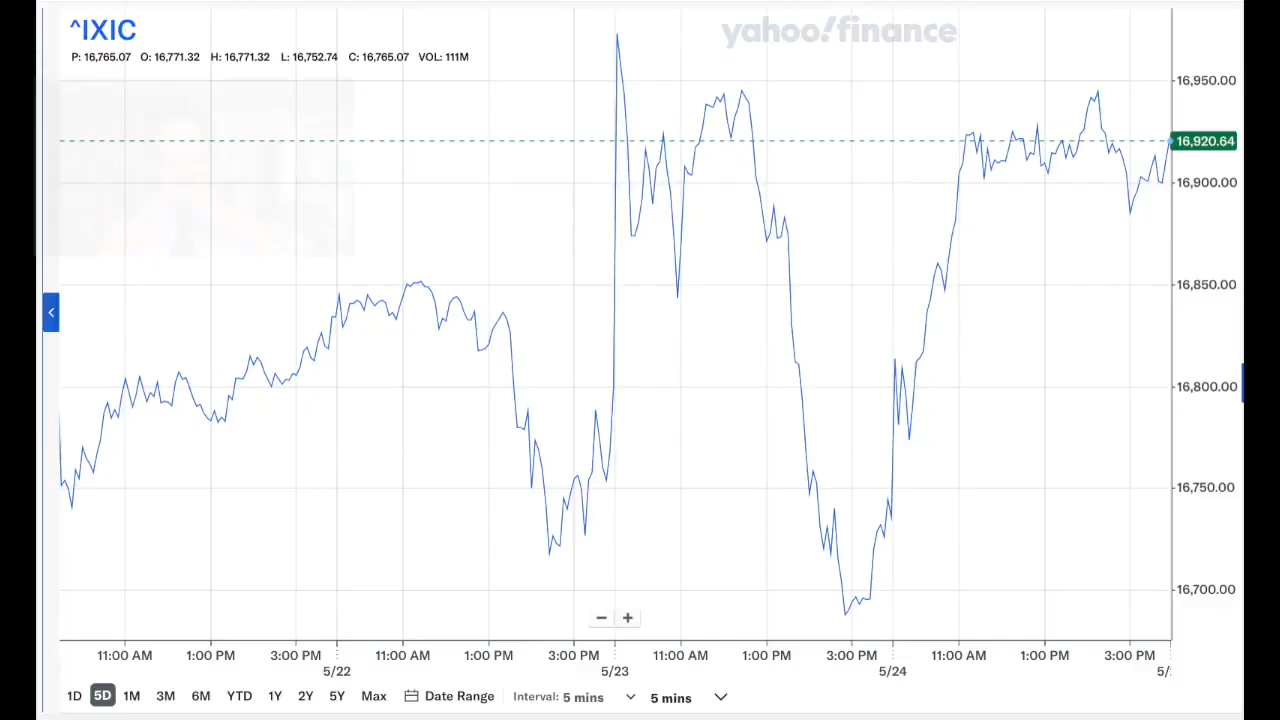 ^IXIC
yahoo!finance
P: 16,765.07 O: 16,771.32 H: 16,771.32 L: 16,752.74 C: 16,765.07 VOL: 111M
16,950.00
16,920.64
16,900.00
16,850.00
16,800.00
16,750.00
16,700.00
11:00 AM 1:00 PM 3:00 PM 11:00 AM 1:00 PM 3:00 PM 11:00 AM 1:00 PM 3:00 PM 11:00 AM 1:00 PM 3:00 PM
5/22 5/23 5/24 5/
1D 5D 1M 3M 6M YTD 1Y 2Y 5Y Max Date Range Interval: 5 mins 5 mins